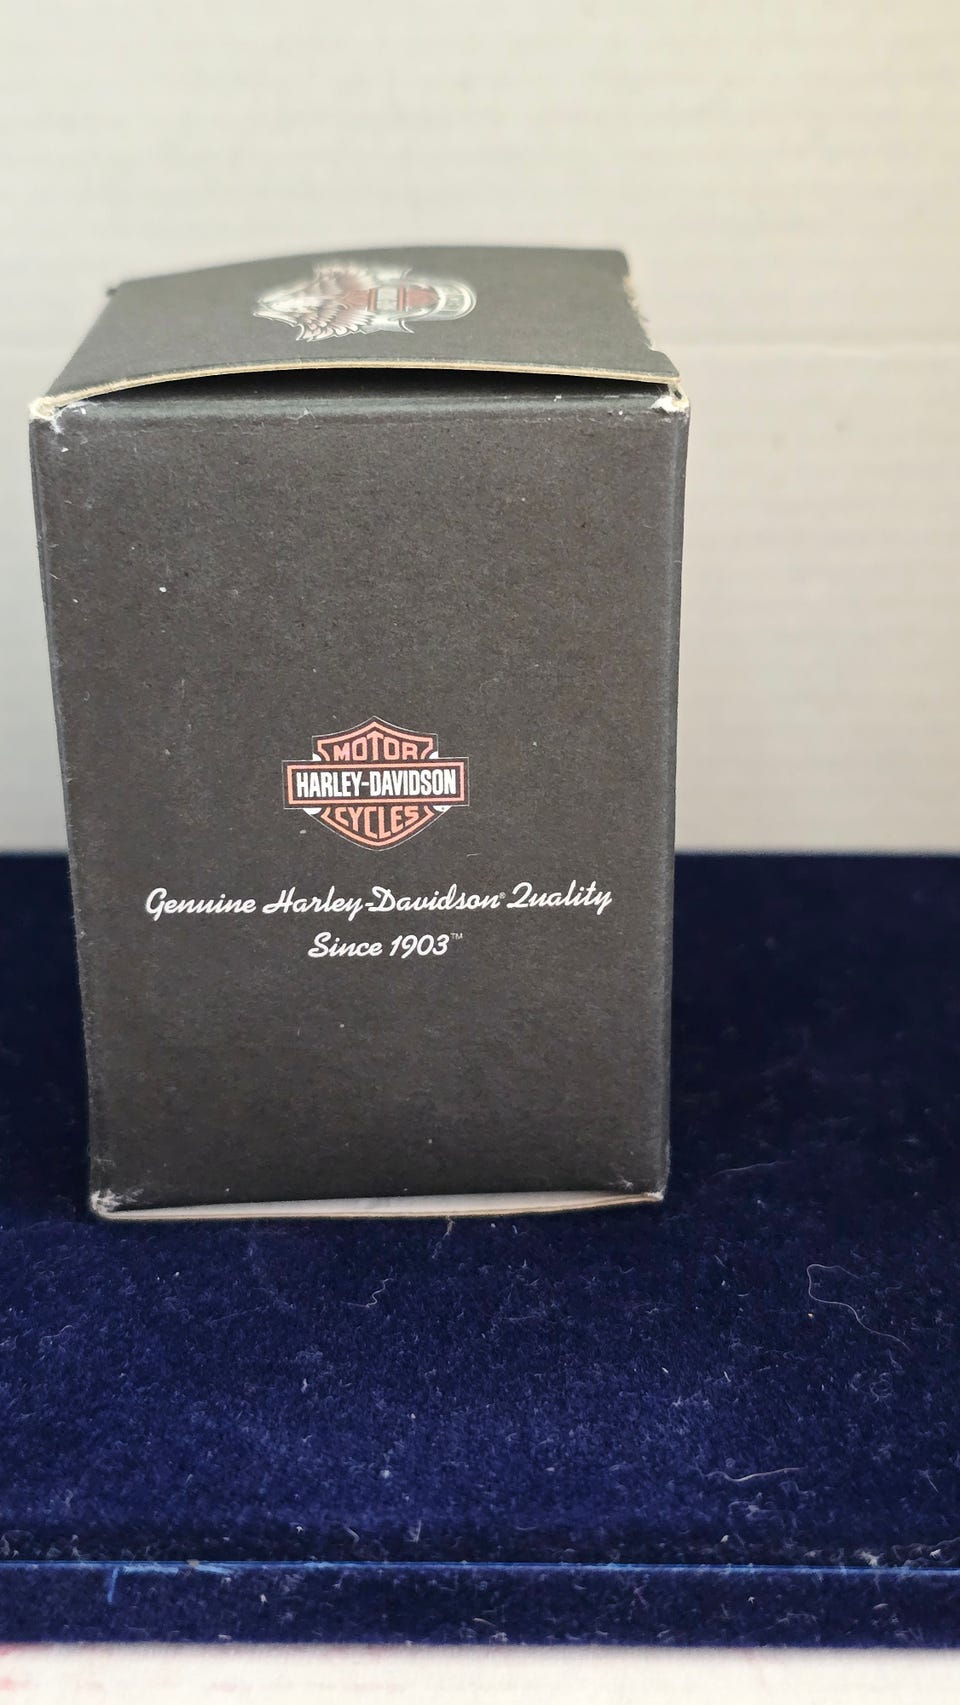 MOTOR
HARLEY-DAVIDSON
CYCLES
Genuine Harley-Davidson® Quality
Since 1903™